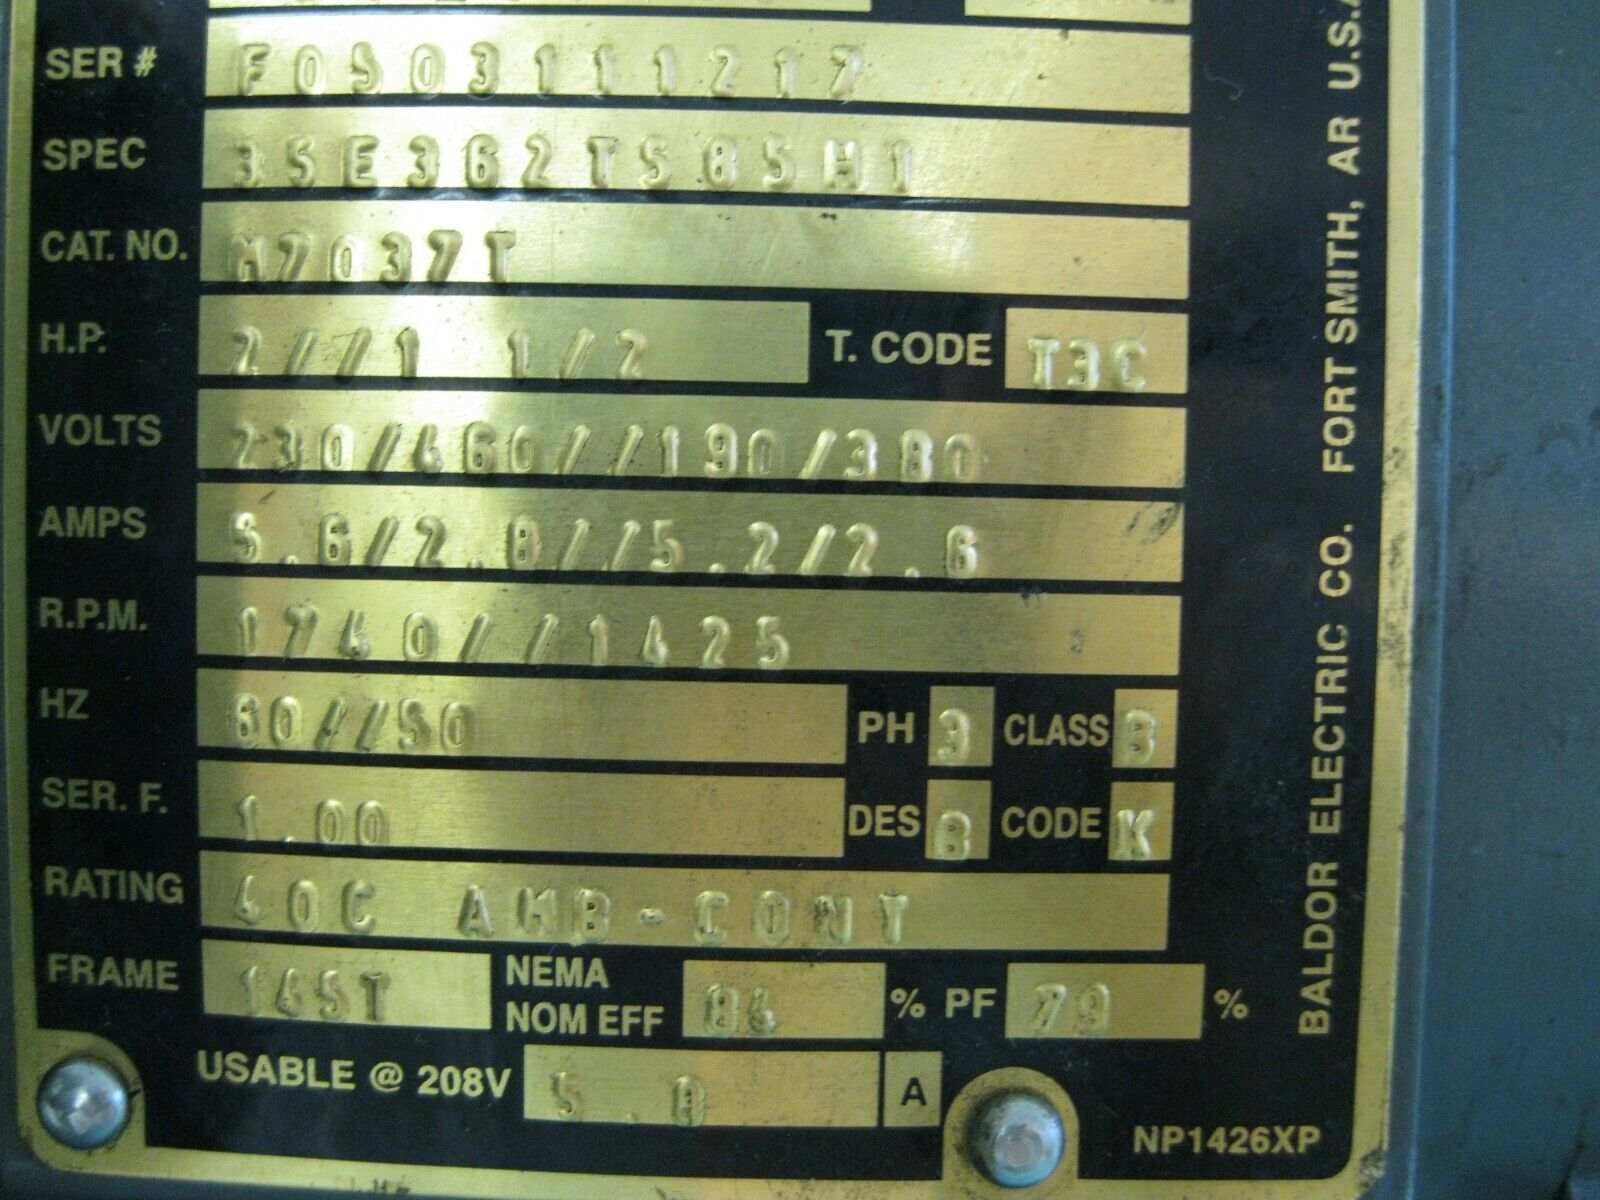 SER # F0503111217
SPEC 35E362T585M1
CAT. NO. M7037T
H.P. 2//1 1/2 T. CODE T3C
VOLTS 230/460//190/380
AMPS 5.6/2.8//5.2/2.6
R.P.M. 1740//1425
HZ 60//50 PH 3 CLASS B
SER. F. 1.00 DES B CODE K
RATING 40C AMB-CONT
FRAME 145T NEMA NOM EFF 84 % PF 79 %
USABLE @ 208V 5.8 A
NP1426XP
BALDOR ELECTRIC CO. FORT SMITH, AR U.S.A